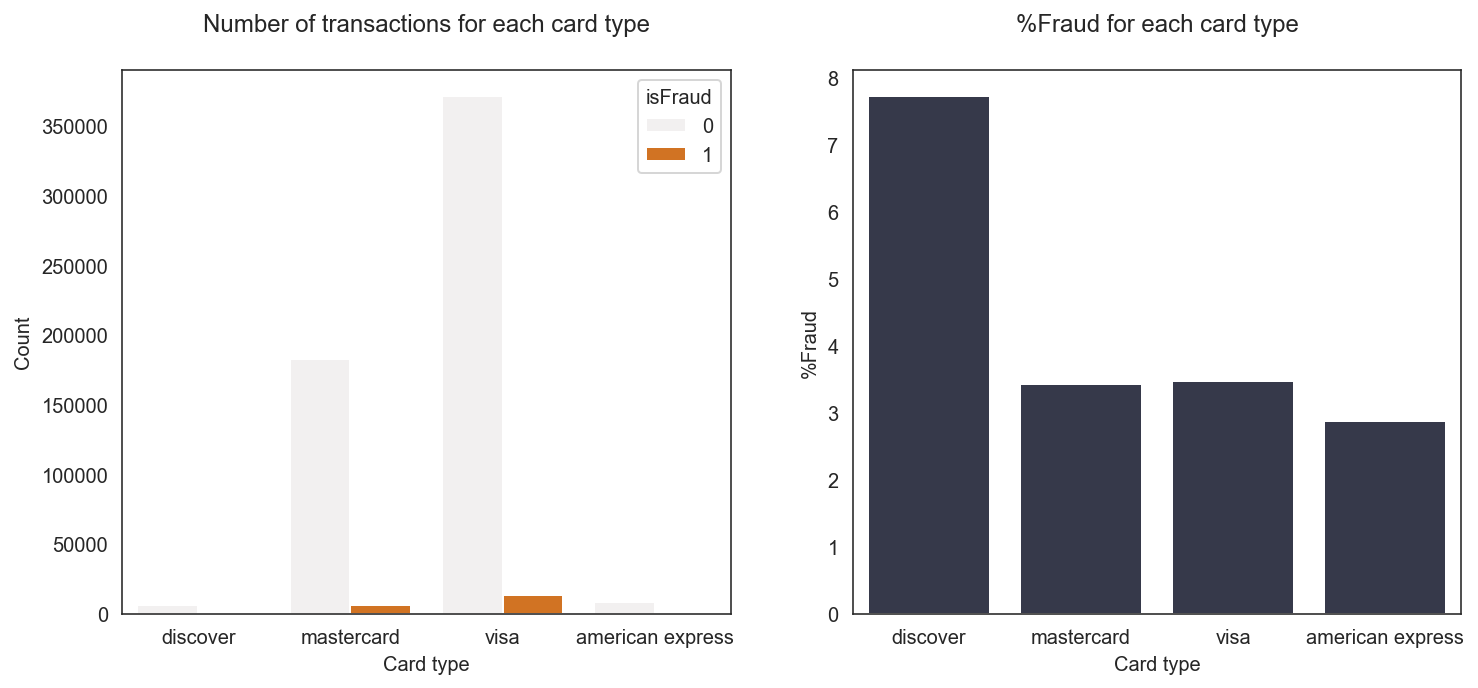 Number of transactions for each card type
isFraud
0
1
350000
300000
250000
200000
150000
100000
50000
0
Count
discover
mastercard
visa
american express
Card type
%Fraud for each card type
8
7
6
5
4
3
2
1
0
%Fraud
discover
mastercard
visa
american express
Card type